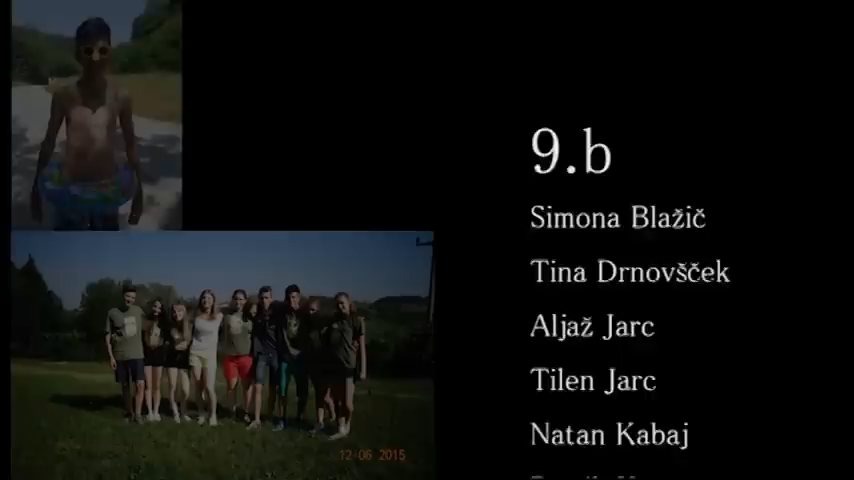 9.b
Simona Blažič
Tina Drnovšček
Aljaž Jarc
Tilen Jarc
Natan Kabaj
12 06 2015